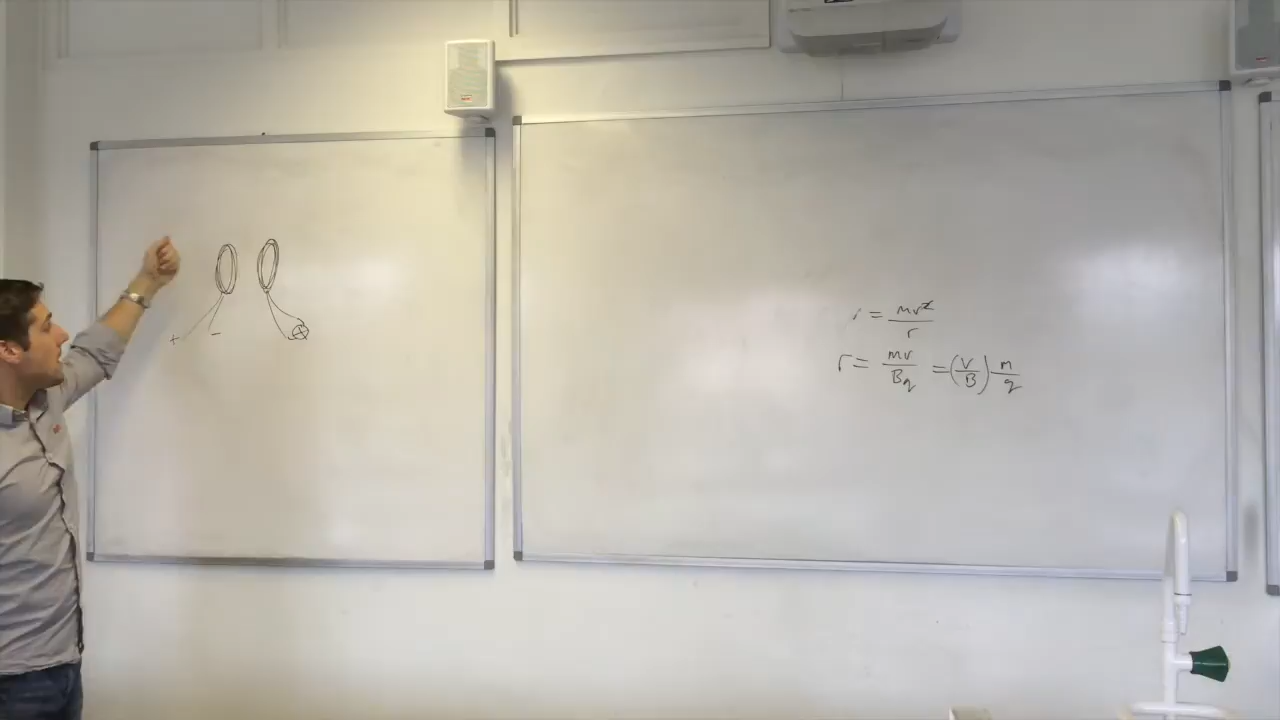 + -
= mv²/r
r = mv/Bq = (v/B) m/q